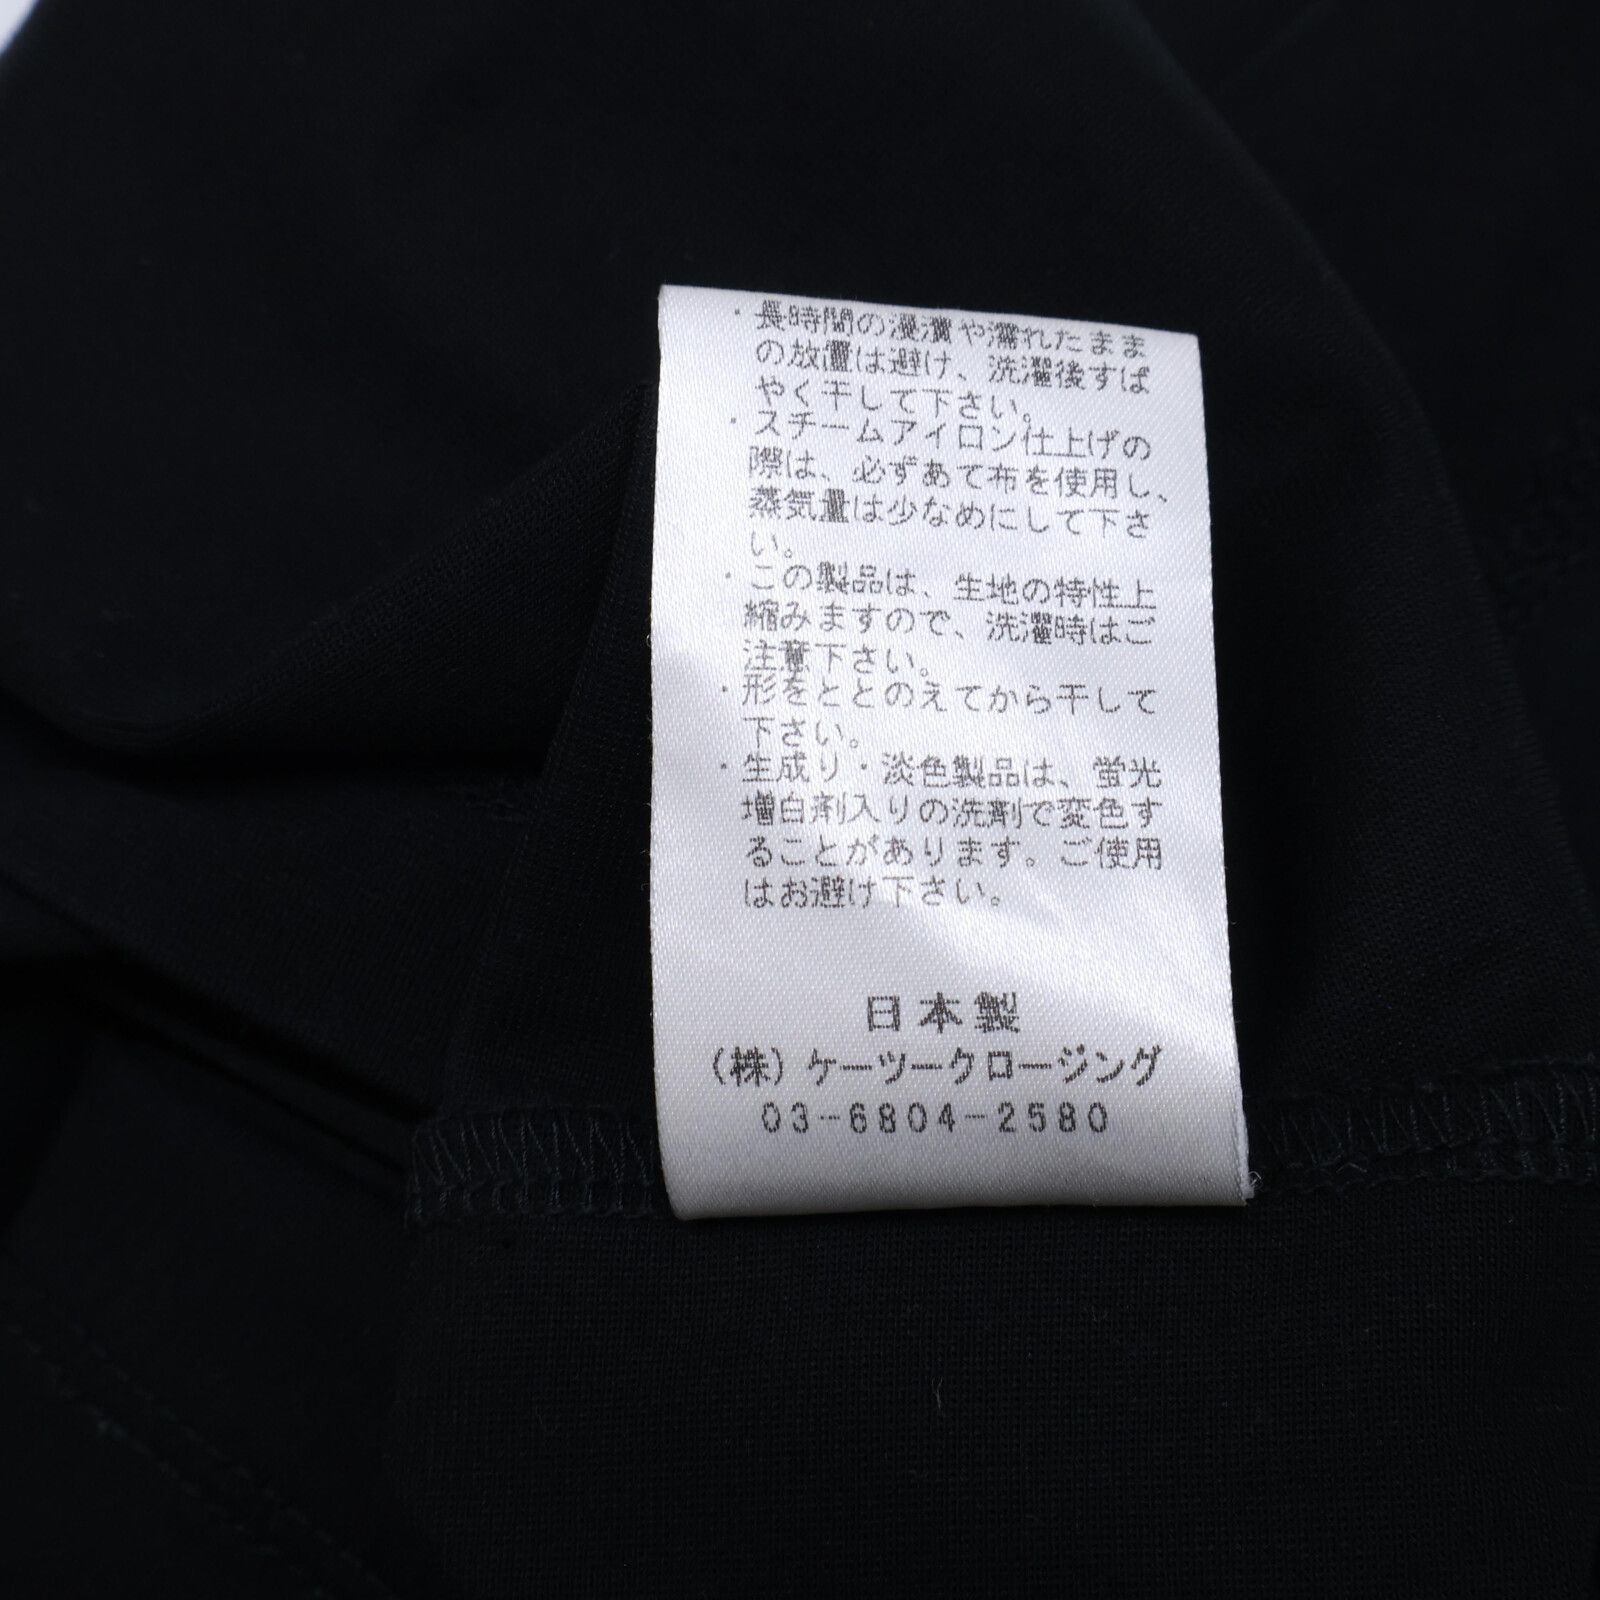 ・長時間の浸漬や濡れたまま
の放置は避け、洗濯後すば
やく干して下さい。
・スチームアイロン仕上げの
際は、必ずあて布を使用し、
蒸気量は少なめにして下さ
い。
・この製品は、生地の特性上
縮みますので、洗濯時はご
注意下さい。
・形をととのえてから干して
下さい。
・生成り・淡色製品は、蛍光
増白剤入りの洗剤で変色す
ることがあります。ご使用
はお避け下さい。
日本製
（株）ケーツークロージング
03-6804-2580